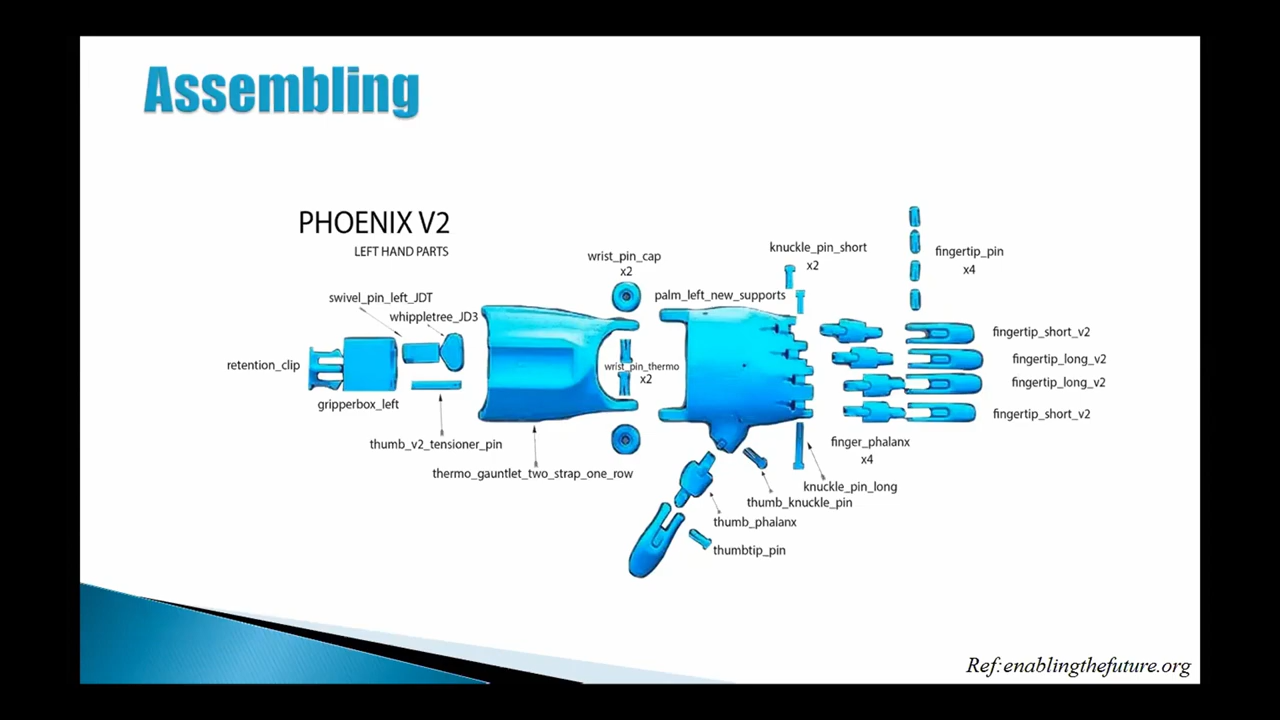 Assembling
PHOENIX V2
LEFT HAND PARTS
swivel_pin_left_JDT
whippletree_JD3
retention_clip
gripperbox_left
thumb_v2_tensioner_pin
thermo_gauntlet_two_strap_one_row
wrist_pin_cap
x2
wrist_pin_thermo
x2
palm_left_new_supports
knuckle_pin_short
x2
fingertip_pin
x4
fingertip_short_v2
fingertip_long_v2
fingertip_long_v2
fingertip_short_v2
finger_phalanx
x4
knuckle_pin_long
thumb_knuckle_pin
thumb_phalanx
thumbtip_pin
Ref:enablingthefuture.org